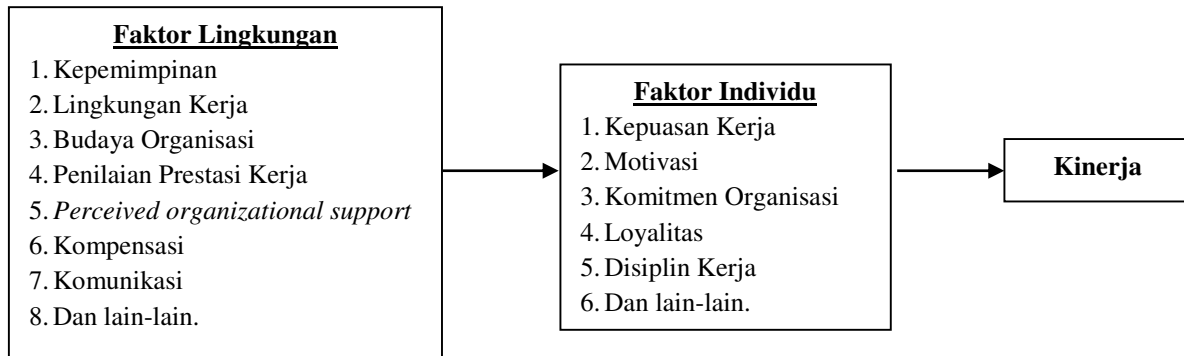 Faktor Lingkungan
1. Kepemimpinan
2. Lingkungan Kerja
3. Budaya Organisasi
4. Penilaian Prestasi Kerja
5. Perceived organizational support
6. Kompensasi
7. Komunikasi
8. Dan lain-lain.
Faktor Individu
1. Kepuasan Kerja
2. Motivasi
3. Komitmen Organisasi
4. Loyalitas
5. Disiplin Kerja
6. Dan lain-lain.
Kinerja